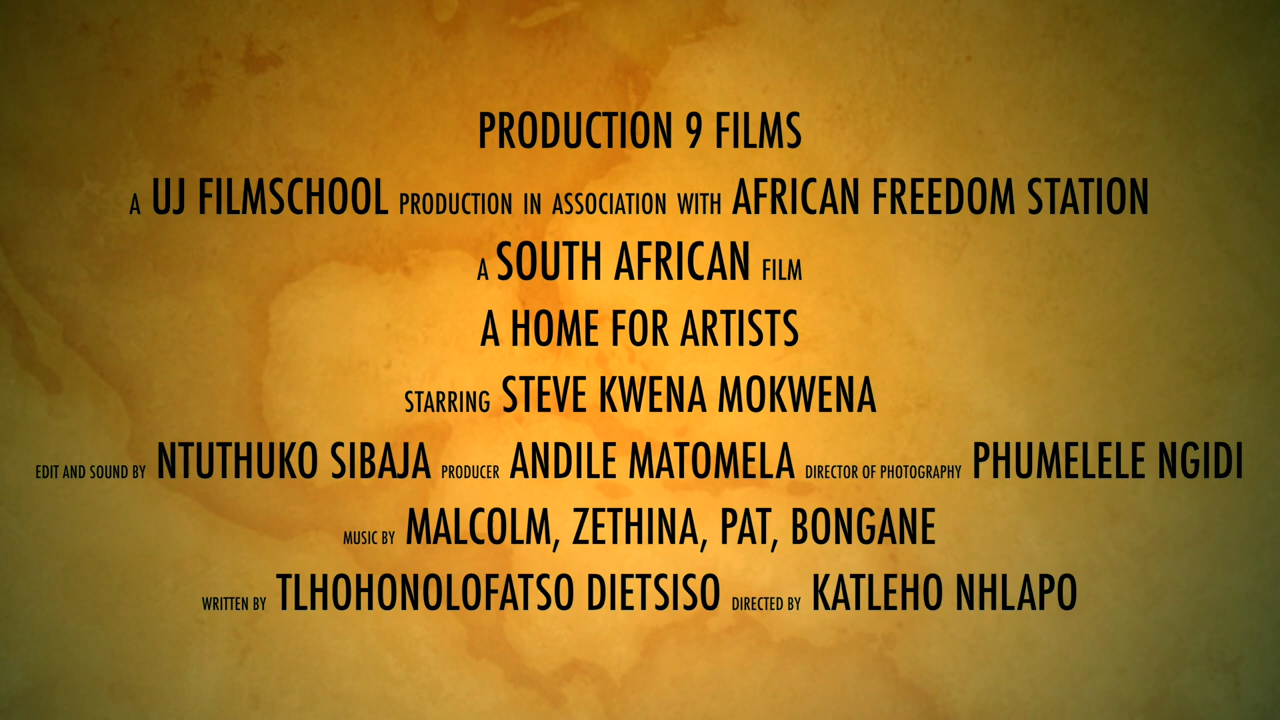 PRODUCTION 9 FILMS
A UJ FILMSCHOOL PRODUCTION IN ASSOCIATION WITH AFRICAN FREEDOM STATION
A SOUTH AFRICAN FILM
A HOME FOR ARTISTS
STARRING STEVE KWENA MOKWENA
EDIT AND SOUND BY NTUTHUKO SIBAJA PRODUCER ANDILE MATOMELA DIRECTOR OF PHOTOGRAPHY PHUMELELE NGIDI
MUSIC BY MALCOLM, ZETHINA, PAT, BONGANE
WRITTEN BY TLHOHONOLOFATSO DIETSISO DIRECTED BY KATLEHO NHLAPO